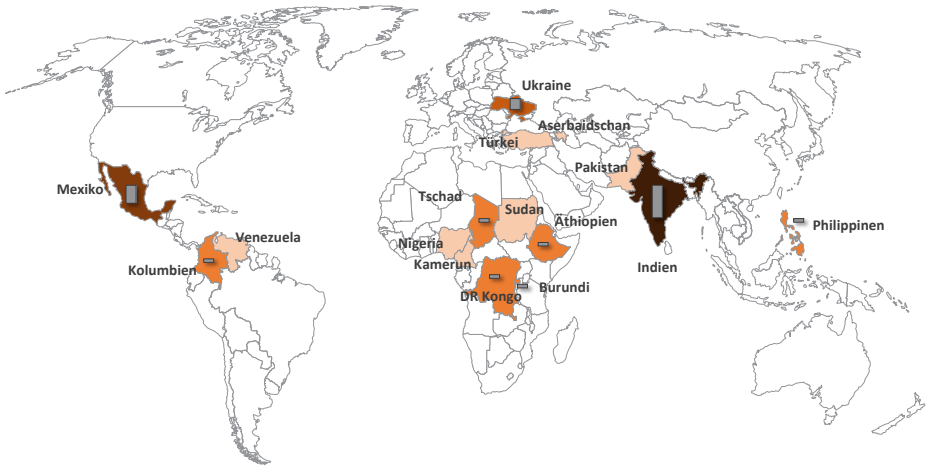 Ukraine
Aserbaidschan
Türkei
Pakistan
Mexiko
Tschad
Sudan
Äthiopien
Philippinen
Venezuela
Nigeria
Kamerun
Kolumbien
Indien
Burundi
DR Kongo